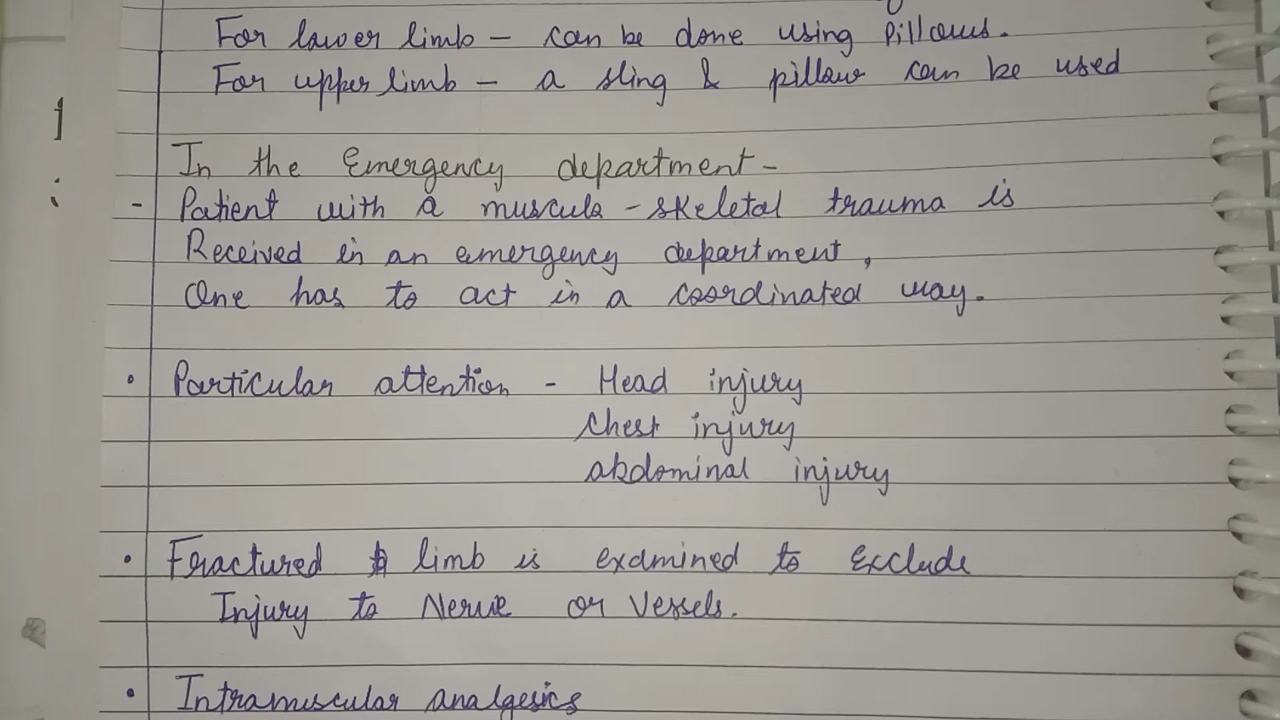 For lower limb - can be done using Pillows.
For upper limb - a sling & pillow can be used
In the Emergency department -
- Patient with a musculo-skeletal trauma is
Received in an emergency department,
One has to act in a coordinated way.
• Particular attention - Head injury
Chest injury
abdominal injury
• Fractured limb is examined to Exclude
Injury to Nerve or Vessels.
• Intramuscular analgesics